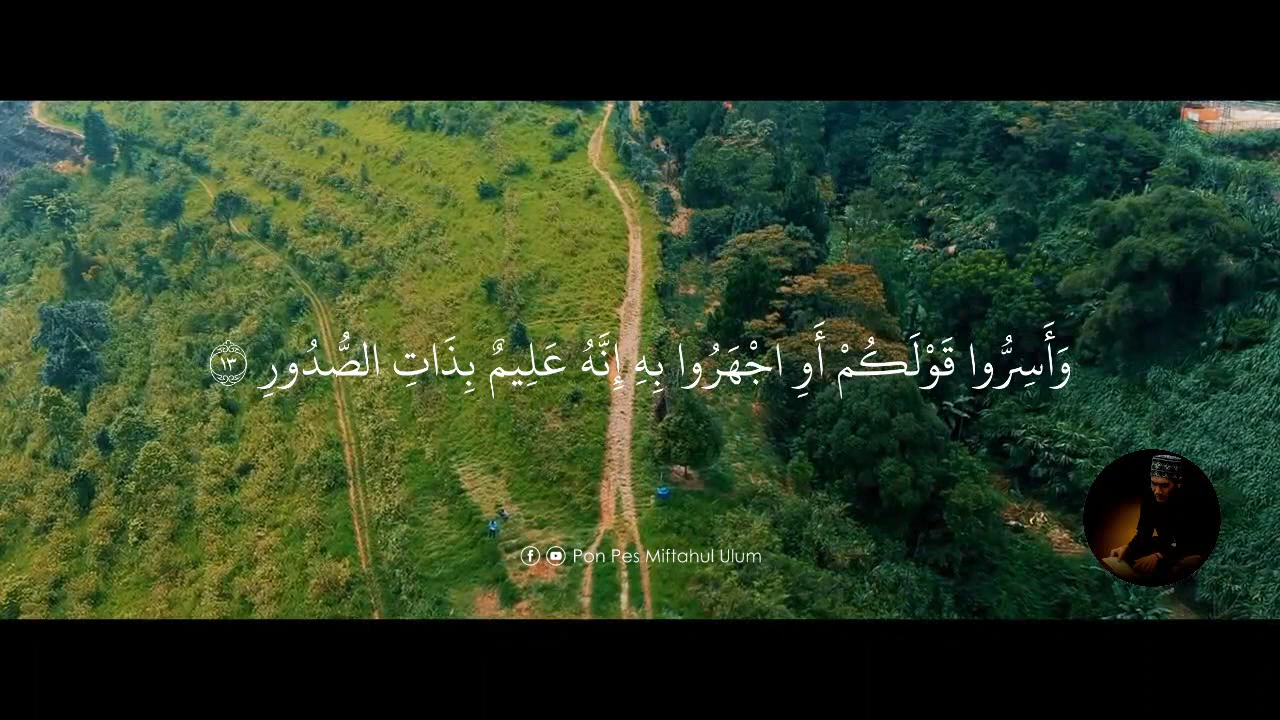 وَأَسِرُّوا قَوْلَكُمْ أَوِ اجْهَرُوا بِهِ إِنَّهُ عَلِيمٌ بِذَاتِ الصُّدُورِ ١٣
Pon Pes Miftahul Ulum